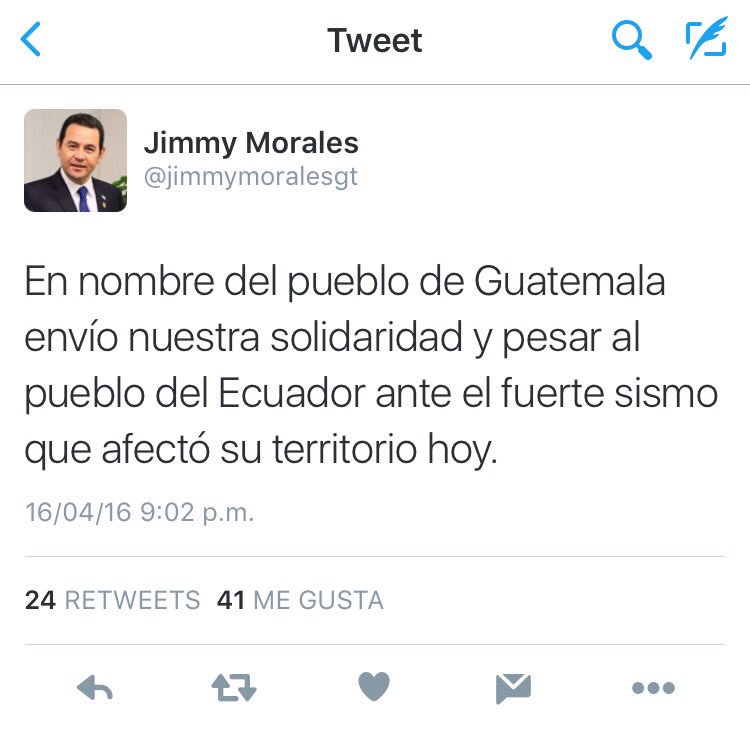 Tweet
Jimmy Morales
@jimmymoralesgt
En nombre del pueblo de Guatemala
envío nuestra solidaridad y pesar al
pueblo del Ecuador ante el fuerte sismo
que afectó su territorio hoy.
16/04/16 9:02 p.m.
24 RETWEETS 41 ME GUSTA